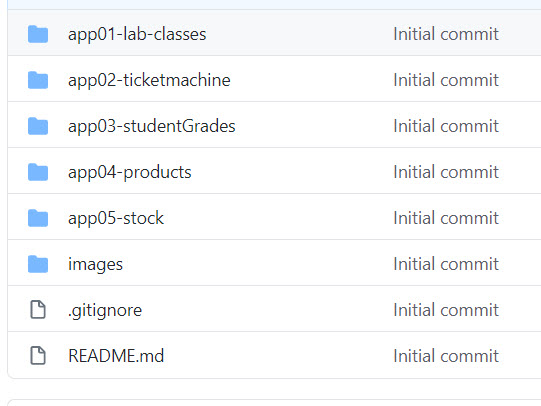 app01-lab-classes Initial commit
app02-ticketmachine Initial commit
app03-studentGrades Initial commit
app04-products Initial commit
app05-stock Initial commit
images Initial commit
.gitignore Initial commit
README.md Initial commit